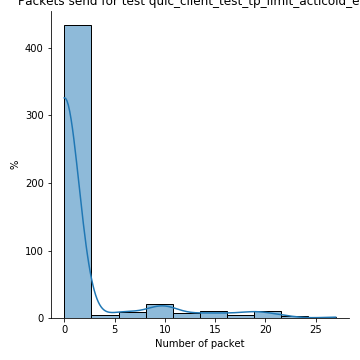 Packets send for test quic_client_test_tp_limit_acticoid_e
400
300
200
100
0
%
0 5 10 15 20 25
Number of packet